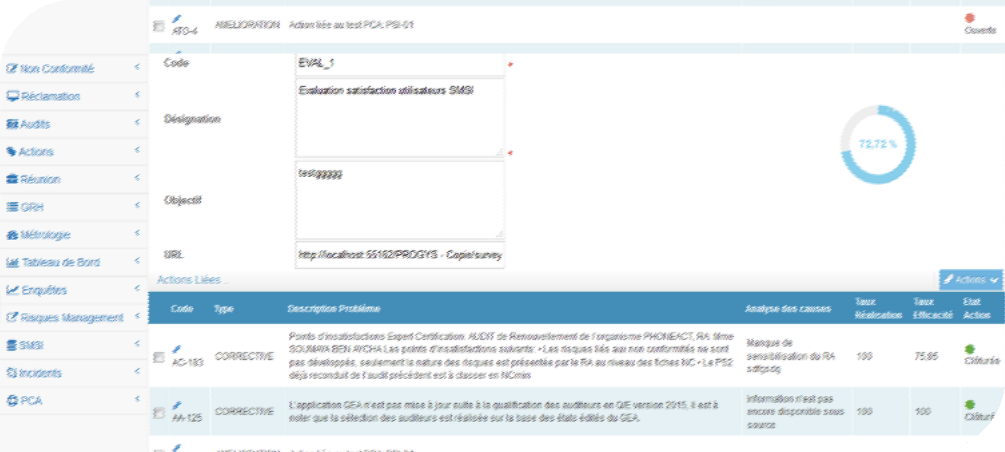 ATO-4 AMELIORATION Action liée au test PCA: PSI-01 Ouverte
Non Conformité
Réclamation
Audits
Actions
Réunion
GRH
Métrologie
Tableau de Bord
Enquêtes
Risques Management
SMSI
Incidents
PCA
Code EVAL_1 *
Désignation Evaluation satisfaction utilisateurs SMSI *
72,72 %
Objectif testggggg
URL http://localhost:55162/PROGYS - Copie/survey
Actions Liées ..
Actions
Code Type Description Problème Analyse des causes Taux Réalisation Taux Efficacité Etat Action
AC-183 CORRECTIVE
Points d'insatisfactions Expert Certification: AUDIT de Renouvellement de l'organisme PHONEACT, RA: Mme
SOUMAYA BEN AYCHA Les points d'insatisfactions suivants: • Les risques liés aux non conformités ne sont
pas développés, seulement la nature des risques est présentées par le RA au niveau des fiches NC • Le PS2
déjà reconduit de l'audit précédent est à classer en NCmin
Manque de
sensibilisation du RA
sdfgsdg
100 75,85 Clôturée
AA-125 CORRECTIVE
L'application GEA n'est pas mise à jour suite à la qualification des auditeurs en Q/E version 2015, il est à
noter que la sélection des auditeurs est réalisée sur la base des états édités du GEA.
Information n'est pas
encore disponible sous
source
100 100 Clôturé